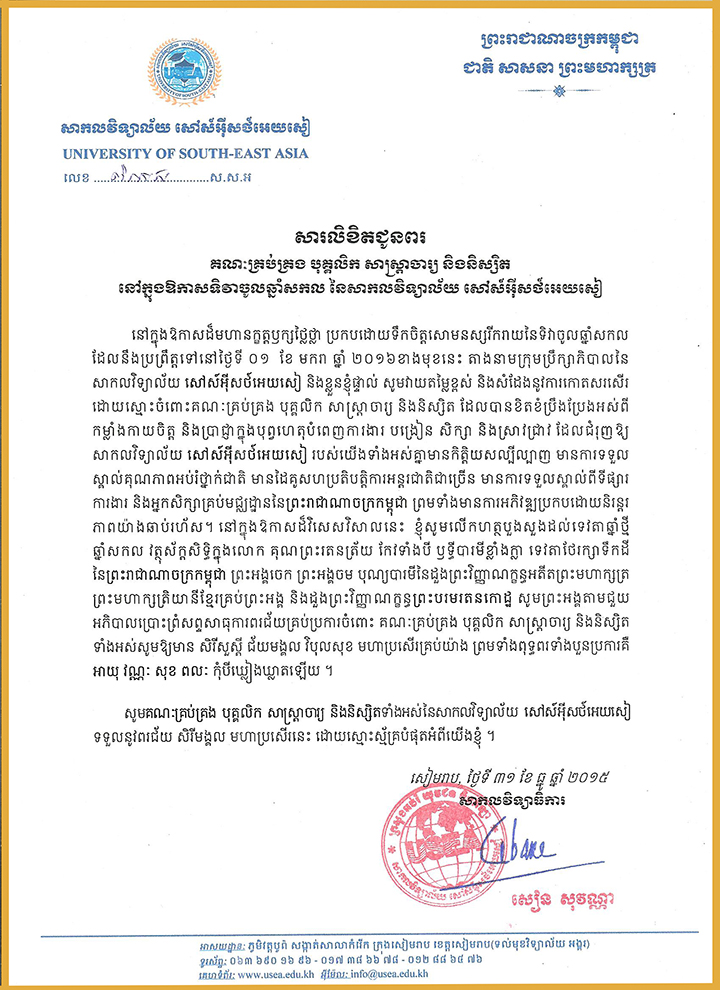 ព្រះរាជាណាចក្រកម្ពុជា
ជាតិ សាសនា ព្រះមហាក្សត្រ
សាកលវិទ្យាល័យ សៅស៍អ៊ីសថ៍អេយសៀ
UNIVERSITY OF SOUTH-EAST ASIA
លេខ ........................ ស.ស.អ
សារលិខិតជូនពរ
គណៈគ្រប់គ្រង បុគ្គលិក សាស្ត្រាចារ្យ និងនិស្សិត
នៅក្នុងឱកាសទិវាចូលឆ្នាំសកល នៃសាកលវិទ្យាល័យ សៅស៍អ៊ីសថ៍អេយសៀ
នៅក្នុងឱកាសដ៏មហានក្ខត្តឫក្សថ្លៃថ្លា ប្រកបដោយទឹកចិត្តសោមនស្សរីករាយនៃទិវាចូលឆ្នាំសកល
ដែលនឹងប្រព្រឹត្តទៅនៅថ្ងៃទី ០១ ខែ មករា ឆ្នាំ ២០១៦ខាងមុខនេះ តាងនាមក្រុមប្រឹក្សាភិបាលនៃ
សាកលវិទ្យាល័យ សៅស៍អ៊ីសថ៍អេយសៀ និងខ្លួនខ្ញុំផ្ទាល់ សូមវាយតម្លៃខ្ពស់ និងសំដែងនូវការកោតសរសើរ
ដោយស្មោះចំពោះគណៈគ្រប់គ្រង បុគ្គលិក សាស្ត្រាចារ្យ និងនិស្សិត ដែលបានខិតខំប្រឹងប្រែងអស់ពី
កម្លាំងកាយចិត្ត និងប្រាជ្ញាក្នុងបុព្វហេតុបំពេញការងារ បង្រៀន សិក្សា និងស្រាវជ្រាវ ដែលជំរុញឱ្យ
សាកលវិទ្យាល័យ សៅស៍អ៊ីសថ៍អេយសៀ របស់យើងទាំងអស់គ្នាមានកិត្តិយសល្បីល្បាញ មានការទទួល
ស្គាល់គុណភាពអប់រំថ្នាក់ជាតិ មានដៃគូសហប្រតិបត្តិការអន្តរជាតិជាច្រើន មានការទទួលស្គាល់ពីទីផ្សារ
ការងារ និងអ្នកសិក្សាគ្រប់មជ្ឈដ្ឋាននៃព្រះរាជាណាចក្រកម្ពុជា ព្រមទាំងមានការអភិវឌ្ឍប្រកបដោយនិរន្តរ
ភាពយ៉ាងឆាប់រហ័ស។ នៅក្នុងឱកាសដ៏វិសេសវិសាលនេះ ខ្ញុំសូមលើកហត្ថបួងសួងដល់ទេវតាឆ្នាំថ្មី
ឆ្នាំសកល វត្ថុស័ក្តសិទ្ធិក្នុងលោក គុណព្រះរតនត្រ័យ កែវទាំងបី ឫទ្ធីបារមីខ្លាំងក្លា ទេវតាថែរក្សាទឹកដី
នៃព្រះរាជាណាចក្រកម្ពុជា ព្រះអង្គចេក ព្រះអង្គចម បុណ្យបារមីនៃដួងព្រះវិញ្ញាណក្ខន្ធអតីតព្រះមហាក្សត្រ
ព្រះមហាក្សត្រិយានីខ្មែរគ្រប់ព្រះអង្គ និងដួងព្រះវិញ្ញាណក្ខន្ធព្រះបរមរតនកោដ្ឋ សូមព្រះអង្គតាមជួយ
អភិបាលប្រោះព្រំសព្ទសាធុការពរជ័យគ្រប់ប្រការចំពោះ គណៈគ្រប់គ្រង បុគ្គលិក សាស្ត្រាចារ្យ និងនិស្សិត
ទាំងអស់សូមឱ្យមាន សិរីសួស្តី ជ័យមង្គល វិបុលសុខ មហាប្រសើរគ្រប់យ៉ាង ព្រមទាំងពុទ្ធពរទាំងបួនប្រការគឺ
អាយុ វណ្ណៈ សុខ ពលៈ កុំបីឃ្លៀងឃ្លាតឡើយ ។
សូមគណៈគ្រប់គ្រង បុគ្គលិក សាស្ត្រាចារ្យ និងនិស្សិតទាំងអស់នៃសាកលវិទ្យាល័យ សៅស៍អ៊ីសថ៍អេយសៀ
ទទួលនូវពរជ័យ សិរីមង្គល មហាប្រសើរនេះ ដោយស្មោះស្ម័គ្របំផុតអំពីយើងខ្ញុំ ។
សៀមរាប, ថ្ងៃទី ៣១ ខែ ធ្នូ ឆ្នាំ ២០១៥
សាកលវិទ្យាធិការ
USEA
សៀន សុវណ្ណា
អាសយដ្ឋាន: ភូមិវត្តបូព៌ សង្កាត់សាលាកំរើក ក្រុងសៀមរាប ខេត្តសៀមរាប(ទល់មុខវិទ្យាល័យ អង្គរ)
ទូរស័ព្ទ: ០៦៣ ៦៩០ ១៦ ៩៦ - ០១៧ ៣៨ ៦៦ ៧៨ - ០១២ ៨៨ ៦៤ ៧៦
គេហទំព័រ: www.usea.edu.kh អ៊ីម៉ែល: info@usea.edu.kh